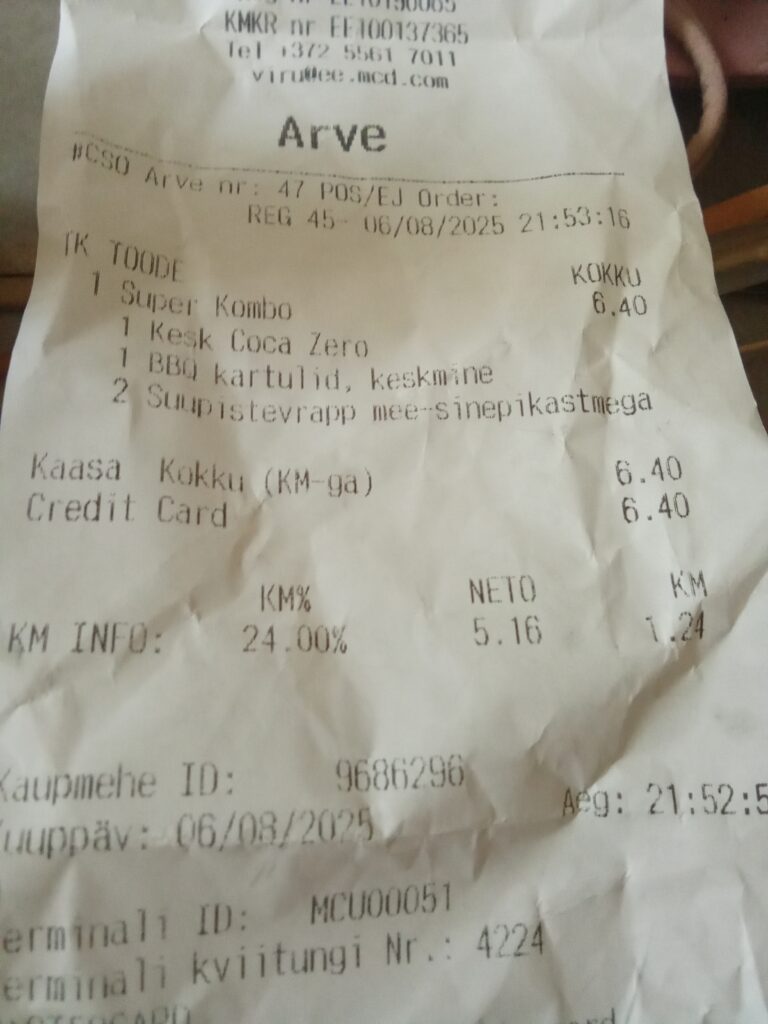 KMKR nr EE100137365
Tel +372 5561 7011
viru@ee.mcd.com
Arve
#CSO Arve nr: 47 POS/EJ Order:
REG 45- 06/08/2025 21:53:16
TK TOODE KOKKU
1 Super Kombo 6.40
1 Kesk Coca Zero
1 BBQ kartulid, keskmine
2 Suupistevrapp mee-sinepikastmega
Kaasa Kokku (KM-ga) 6.40
Credit Card 6.40
KM% NETO KM
KM INFO: 24.00% 5.16 1.24
Kaupmehe ID: 9686296
Kuuppäv: 06/08/2025 Aeg: 21:52:5
erminali ID: MCU00051
erminali kviitungi Nr.: 4224